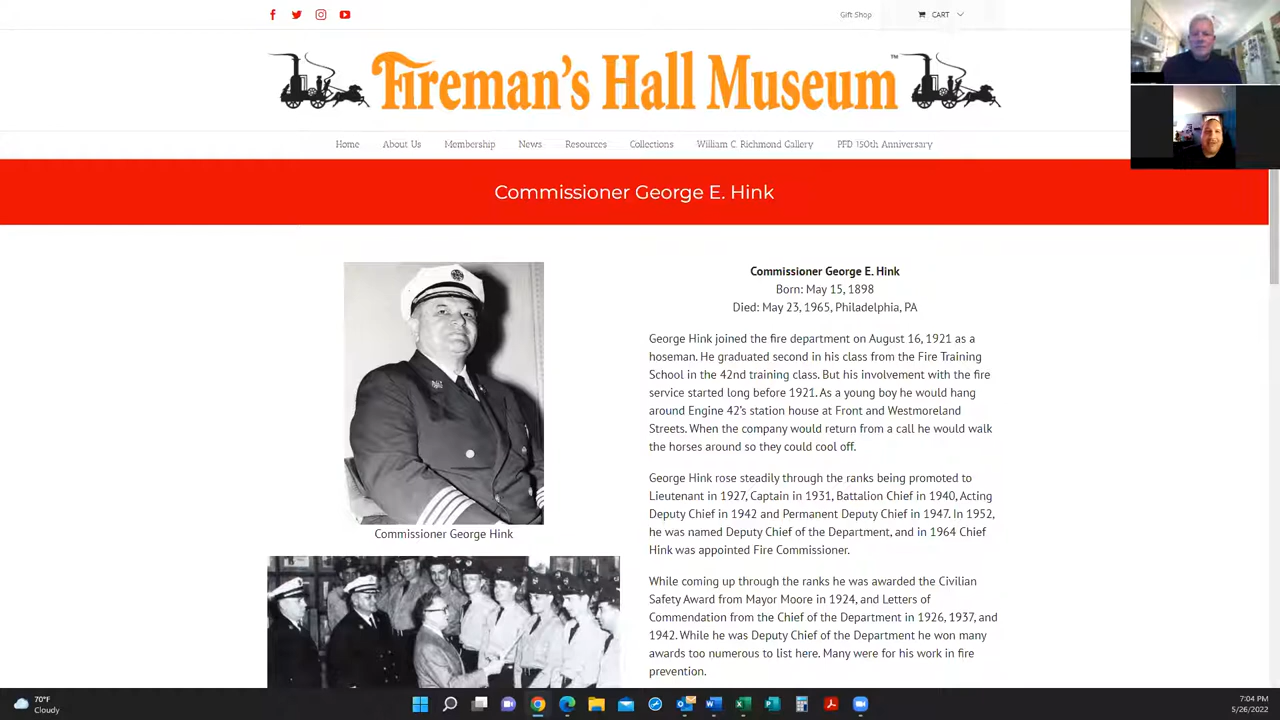 Gift Shop
CART
Fireman's Hall Museum™
Home About Us Membership News Resources Collections William C. Richmond Gallery PFD 150th Anniversary
Commissioner George E. Hink
Commissioner George Hink
Commissioner George E. Hink
Born: May 15, 1898
Died: May 23, 1965, Philadelphia, PA
George Hink joined the fire department on August 16, 1921 as a
hoseman. He graduated second in his class from the Fire Training
School in the 42nd training class. But his involvement with the fire
service started long before 1921. As a young boy he would hang
around Engine 42's station house at Front and Westmoreland
Streets. When the company would return from a call he would walk
the horses around so they could cool off.
George Hink rose steadily through the ranks being promoted to
Lieutenant in 1927, Captain in 1931, Battalion Chief in 1940, Acting
Deputy Chief in 1942 and Permanent Deputy Chief in 1947. In 1952,
he was named Deputy Chief of the Department, and in 1964 Chief
Hink was appointed Fire Commissioner.
While coming up through the ranks he was awarded the Civilian
Safety Award from Mayor Moore in 1924, and Letters of
Commendation from the Chief of the Department in 1926, 1937, and
1942. While he was Deputy Chief of the Department he won many
awards too numerous to list here. Many were for his work in fire
prevention.
70°F
Cloudy
7:04 PM
5/26/2022